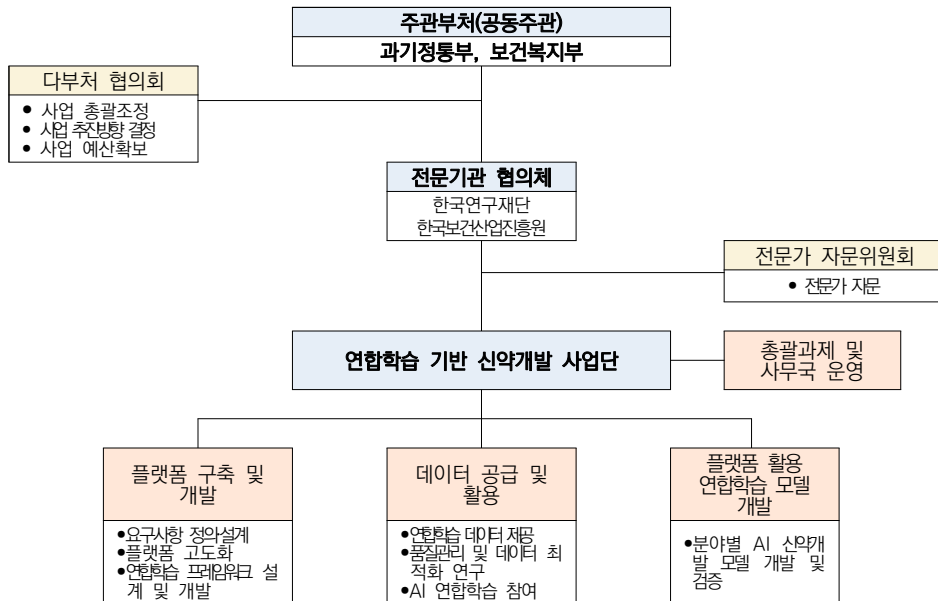 주관부처(공동주관)
과기정통부, 보건복지부
다부처 협의회
• 사업 총괄조정
• 사업 추진방향 결정
• 사업 예산확보
전문기관 협의체
한국연구재단
한국보건산업진흥원
전문가 자문위원회
• 전문가 자문
연합학습 기반 신약개발 사업단
총괄과제 및
사무국 운영
플랫폼 구축 및
개발
•요구사항 정의·설계
•플랫폼 고도화
•연합학습 프레임워크 설
계 및 개발
데이터 공급 및
활용
•연합학습 데이터 제공
•품질관리 및 데이터 최
적화 연구
•AI 연합학습 참여
플랫폼 활용
연합학습 모델
개발
•분야별 AI 신약개
발 모델 개발 및
검증